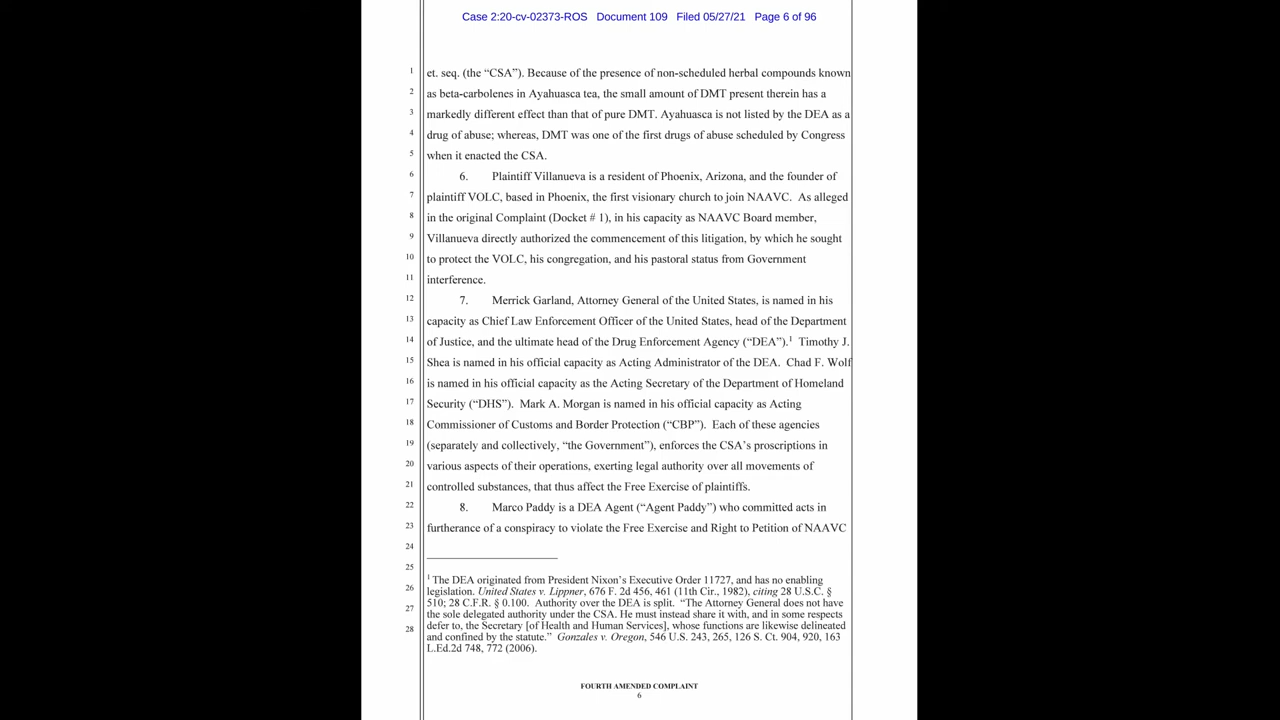 Case 2:20-cv-02373-ROS Document 109 Filed 05/27/21 Page 6 of 96
1 et. seq. (the “CSA”). Because of the presence of non-scheduled herbal compounds known
2 as beta-carbolenes in Ayahuasca tea, the small amount of DMT present therein has a
3 markedly different effect than that of pure DMT. Ayahuasca is not listed by the DEA as a
4 drug of abuse; whereas, DMT was one of the first drugs of abuse scheduled by Congress
5 when it enacted the CSA.
6 6. Plaintiff Villanueva is a resident of Phoenix, Arizona, and the founder of
7 plaintiff VOLC, based in Phoenix, the first visionary church to join NAAVC. As alleged
8 in the original Complaint (Docket # 1), in his capacity as NAAVC Board member,
9 Villanueva directly authorized the commencement of this litigation, by which he sought
10 to protect the VOLC, his congregation, and his pastoral status from Government
11 interference.
12 7. Merrick Garland, Attorney General of the United States, is named in his
13 capacity as Chief Law Enforcement Officer of the United States, head of the Department
14 of Justice, and the ultimate head of the Drug Enforcement Agency (“DEA”).1 Timothy J.
15 Shea is named in his official capacity as Acting Administrator of the DEA. Chad F. Wolf
16 is named in his official capacity as the Acting Secretary of the Department of Homeland
17 Security (“DHS”). Mark A. Morgan is named in his official capacity as Acting
18 Commissioner of Customs and Border Protection (“CBP”). Each of these agencies
19 (separately and collectively, “the Government”), enforces the CSA’s proscriptions in
20 various aspects of their operations, exerting legal authority over all movements of
21 controlled substances, that thus affect the Free Exercise of plaintiffs.
22 8. Marco Paddy is a DEA Agent (“Agent Paddy”) who committed acts in
23 furtherance of a conspiracy to violate the Free Exercise and Right to Petition of NAAVC
24
25
1 The DEA originated from President Nixon’s Executive Order 11727, and has no enabling
26 legislation. United States v. Lippner, 676 F. 2d 456, 461 (11th Cir., 1982), citing 28 U.S.C. §
510; 28 C.F.R. § 0.100. Authority over the DEA is split. “The Attorney General does not have
27 the sole delegated authority under the CSA. He must instead share it with, and in some respects
defer to, the Secretary [of Health and Human Services], whose functions are likewise delineated
28 and confined by the statute.” Gonzales v. Oregon, 546 U.S. 243, 265, 126 S. Ct. 904, 920, 163
L.Ed.2d 748, 772 (2006).
FOURTH AMENDED COMPLAINT
6